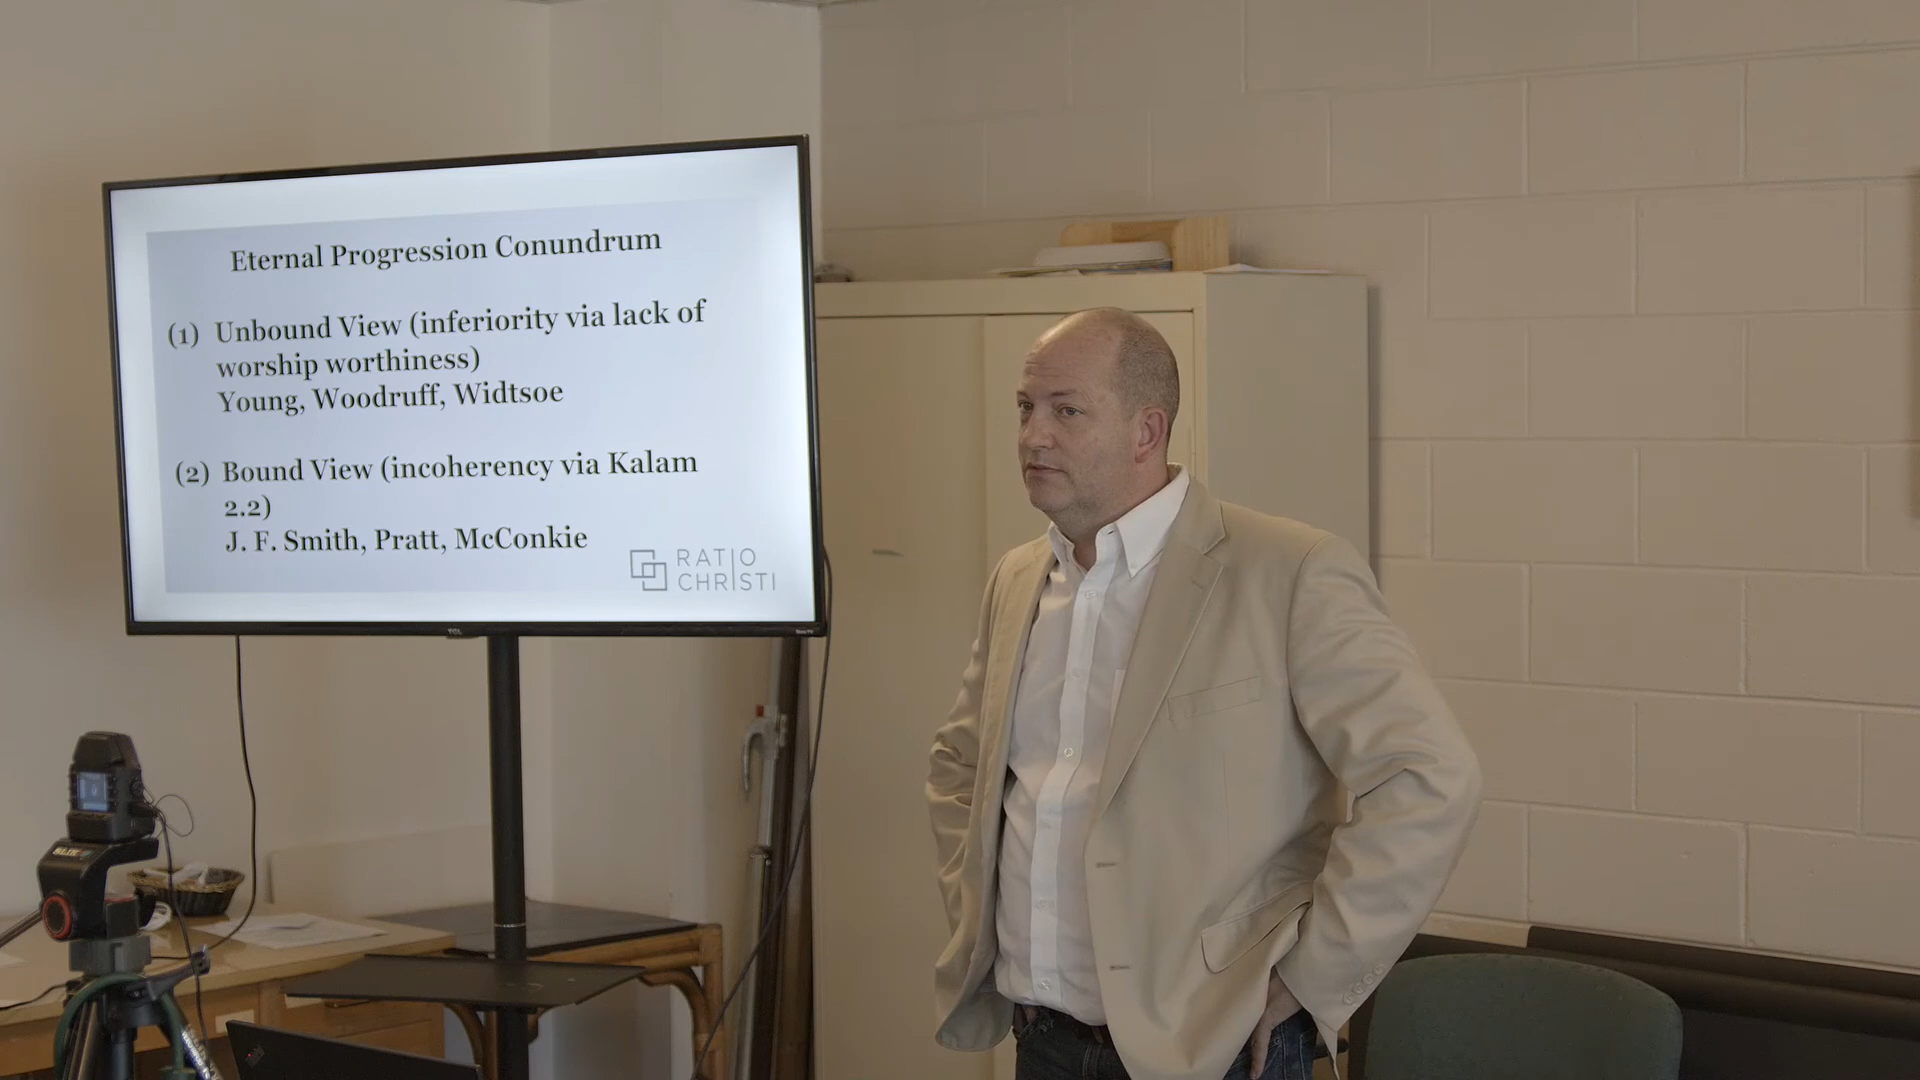 Eternal Progression Conundrum
(1) Unbound View (inferiority via lack of
worship worthiness)
Young, Woodruff, Widtsoe
(2) Bound View (incoherency via Kalam
2.2)
J. F. Smith, Pratt, McConkie
RATIO
CHRISTI
TCL